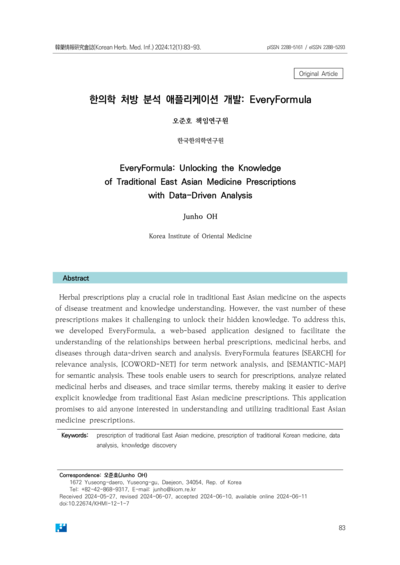 韓藥情報硏究會誌(Korean Herb. Med. Inf.) 2024;12(1):83-93.
pISSN 2288-5161 / eISSN 2288-5293
Original Article
한의학 처방 분석 애플리케이션 개발: EveryFormula
오준호 책임연구원
한국한의학연구원
EveryFormula: Unlocking the Knowledge
of Traditional East Asian Medicine Prescriptions
with Data-Driven Analysis
Junho OH
Korea Institute of Oriental Medicine
Abstract
Herbal prescriptions play a crucial role in traditional East Asian medicine on the aspects
of disease treatment and knowledge understanding. However, the vast number of these
prescriptions makes it challenging to unlock their hidden knowledge. To address this,
we developed EveryFormula, a web-based application designed to facilitate the
understanding of the relationships between herbal prescriptions, medicinal herbs, and
diseases through data-driven search and analysis. EveryFormula features [SEARCH] for
relevance analysis, [COWORD-NET] for term network analysis, and [SEMANTIC-MAP]
for semantic analysis. These tools enable users to search for prescriptions, analyze related
medicinal herbs and diseases, and trace similar terms, thereby making it easier to derive
explicit knowledge from traditional East Asian medicine prescriptions. This application
promises to aid anyone interested in understanding and utilizing traditional East Asian
medicine prescriptions.
Keywords: prescription of traditional East Asian medicine, prescription of traditional Korean medicine, data
analysis, knowledge discovery
Correspondence: 오준호(Junho OH)
1672 Yuseong-daero, Yuseong-gu, Daejeon, 34054, Rep. of Korea
Tel: +82-42-868-9317, E-mail: junho@kiom.re.kr
Received 2024-05-27, revised 2024-06-07, accepted 2024-06-10, available online 2024-06-11
doi:10.22674/KHMI-12-1-7
83